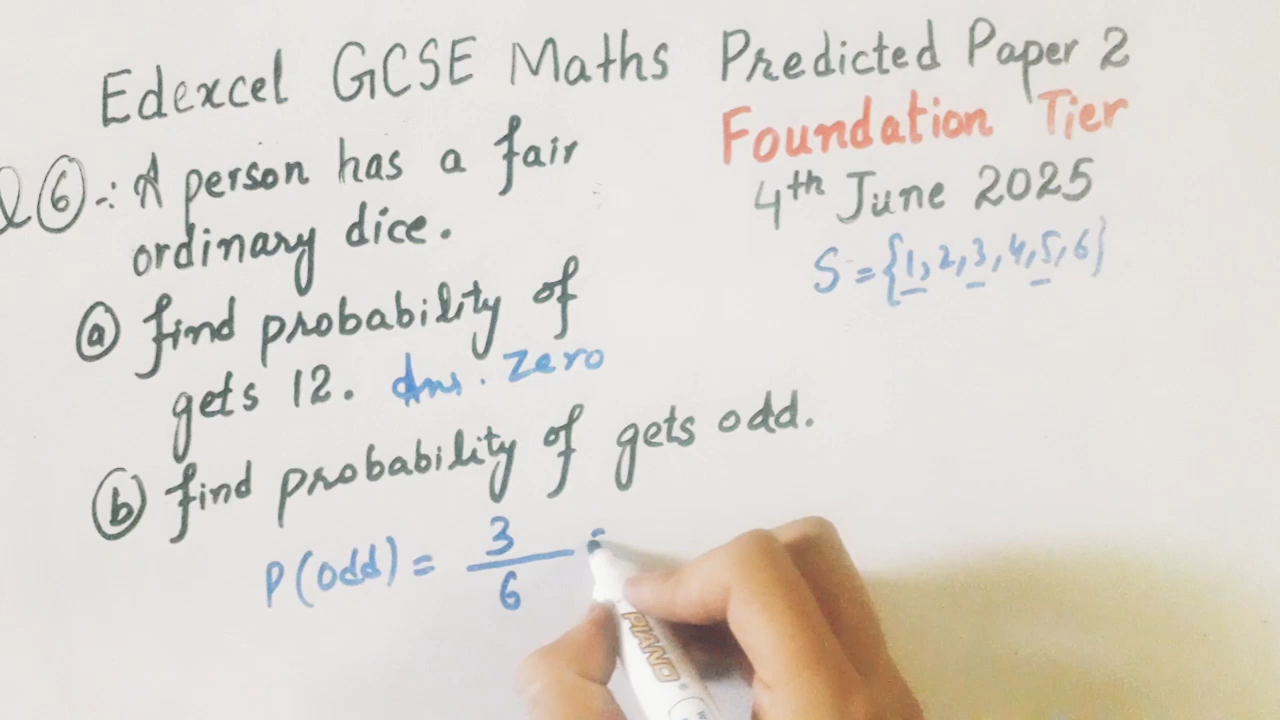 Edexcel GCSE Maths Predicted Paper 2
Foundation Tier
4th June 2025
Q6 -: A person has a fair
ordinary dice.
S = {1, 2, 3, 4, 5, 6}
(a) find probability of
gets 12. Ans. Zero
(b) find probability of gets odd.
P(odd) = 3/6 =
PIANO